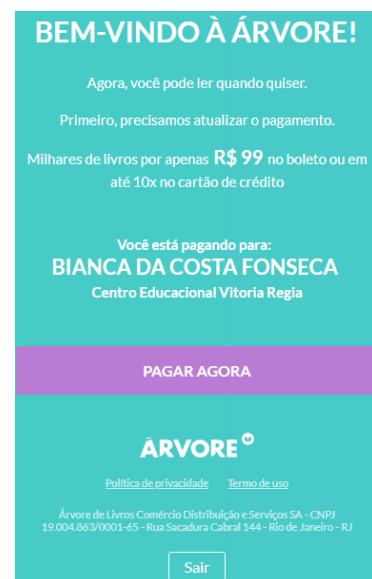 BEM-VINDO À ÁRVORE!
Agora, você pode ler quando quiser.
Primeiro, precisamos atualizar o pagamento.
Milhares de livros por apenas R$ 99 no boleto ou em
até 10x no cartão de crédito
Você está pagando para:
BIANCA DA COSTA FONSECA
Centro Educacional Vitoria Regia
PAGAR AGORA
ÁRVORE
Política de privacidade Termo de uso
Árvore de Livros Comércio Distribuição e Serviços SA - CNPJ
19.004.863/0001-65 - Rua Sacadura Cabral 144 - Rio de Janeiro - RJ
Sair